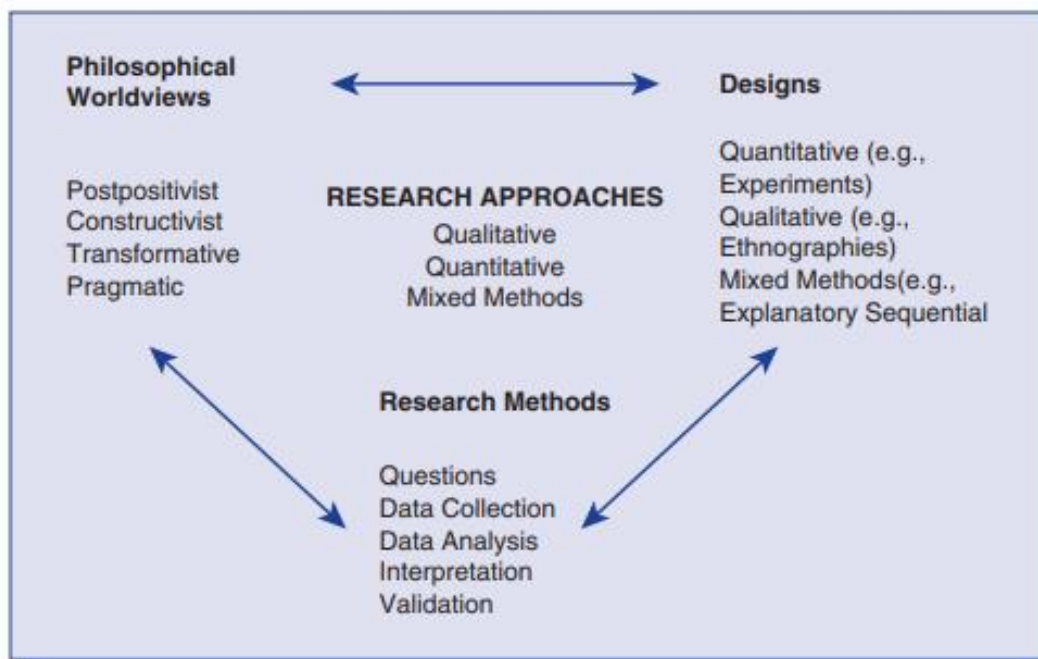 Philosophical
Worldviews
Postpositivist
Constructivist
Transformative
Pragmatic
RESEARCH APPROACHES
Qualitative
Quantitative
Mixed Methods
Designs
Quantitative (e.g.,
Experiments)
Qualitative (e.g.,
Ethnographies)
Mixed Methods(e.g.,
Explanatory Sequential
Research Methods
Questions
Data Collection
Data Analysis
Interpretation
Validation